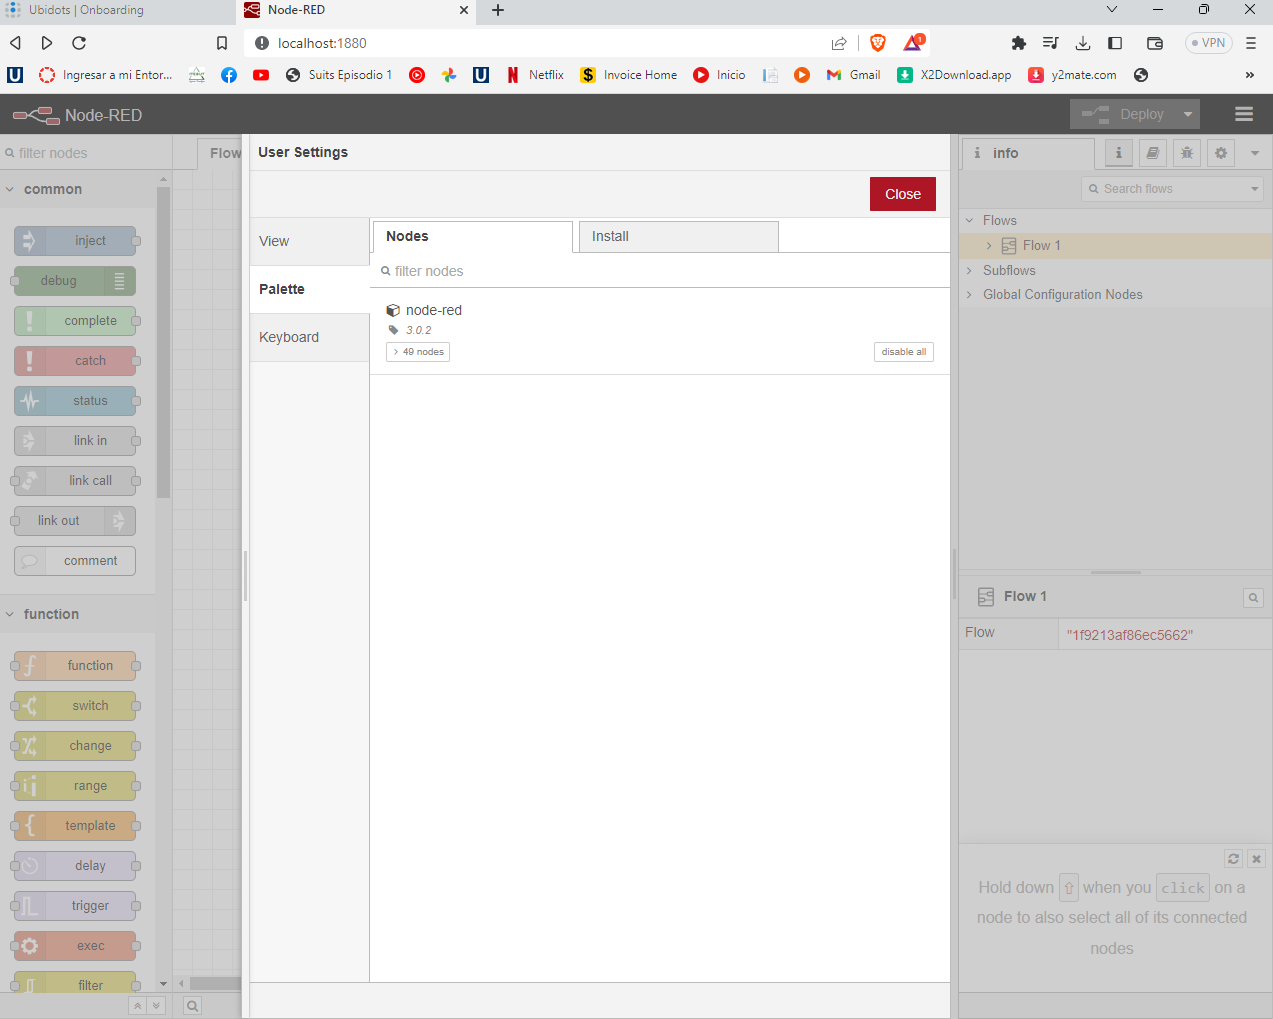 Ubidots | Onboarding
Node-RED
localhost:1880
1
VPN
Ingresar a mi Entor...
Suits Episodio 1
Netflix
Invoice Home
Inicio
Gmail
X2Download.app
y2mate.com
»
Node-RED
Deploy
filter nodes
common
inject
debug
complete
catch
status
link in
link call
link out
comment
function
function
switch
change
range
template
delay
trigger
exec
filter
Flow
User Settings
Close
View
Palette
Keyboard
Nodes
Install
filter nodes
node-red
3.0.2
49 nodes
disable all
info
Search flows
Flows
Flow 1
Subflows
Global Configuration Nodes
Flow 1
Flow
"1f9213af86ec5662"
Hold down ⇧ when you click on a
node to also select all of its connected
nodes